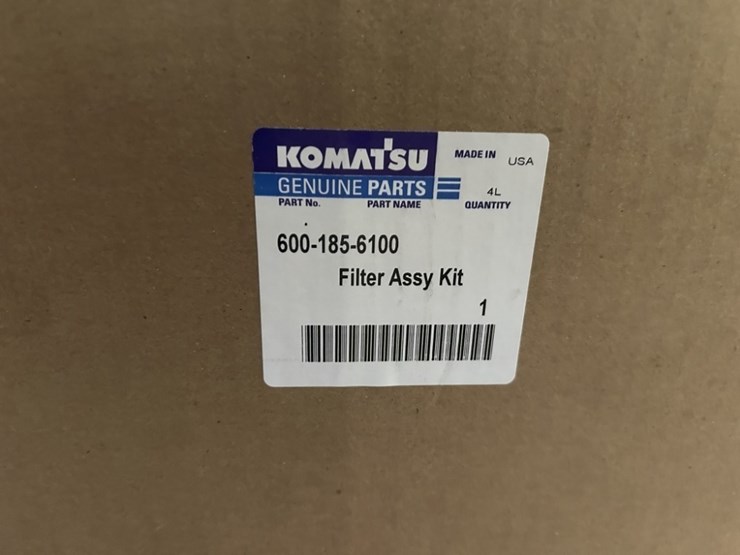 KOMATSU MADE IN USA
GENUINE PARTS 4L
PART No. PART NAME QUANTITY
600-185-6100
Filter Assy Kit
1